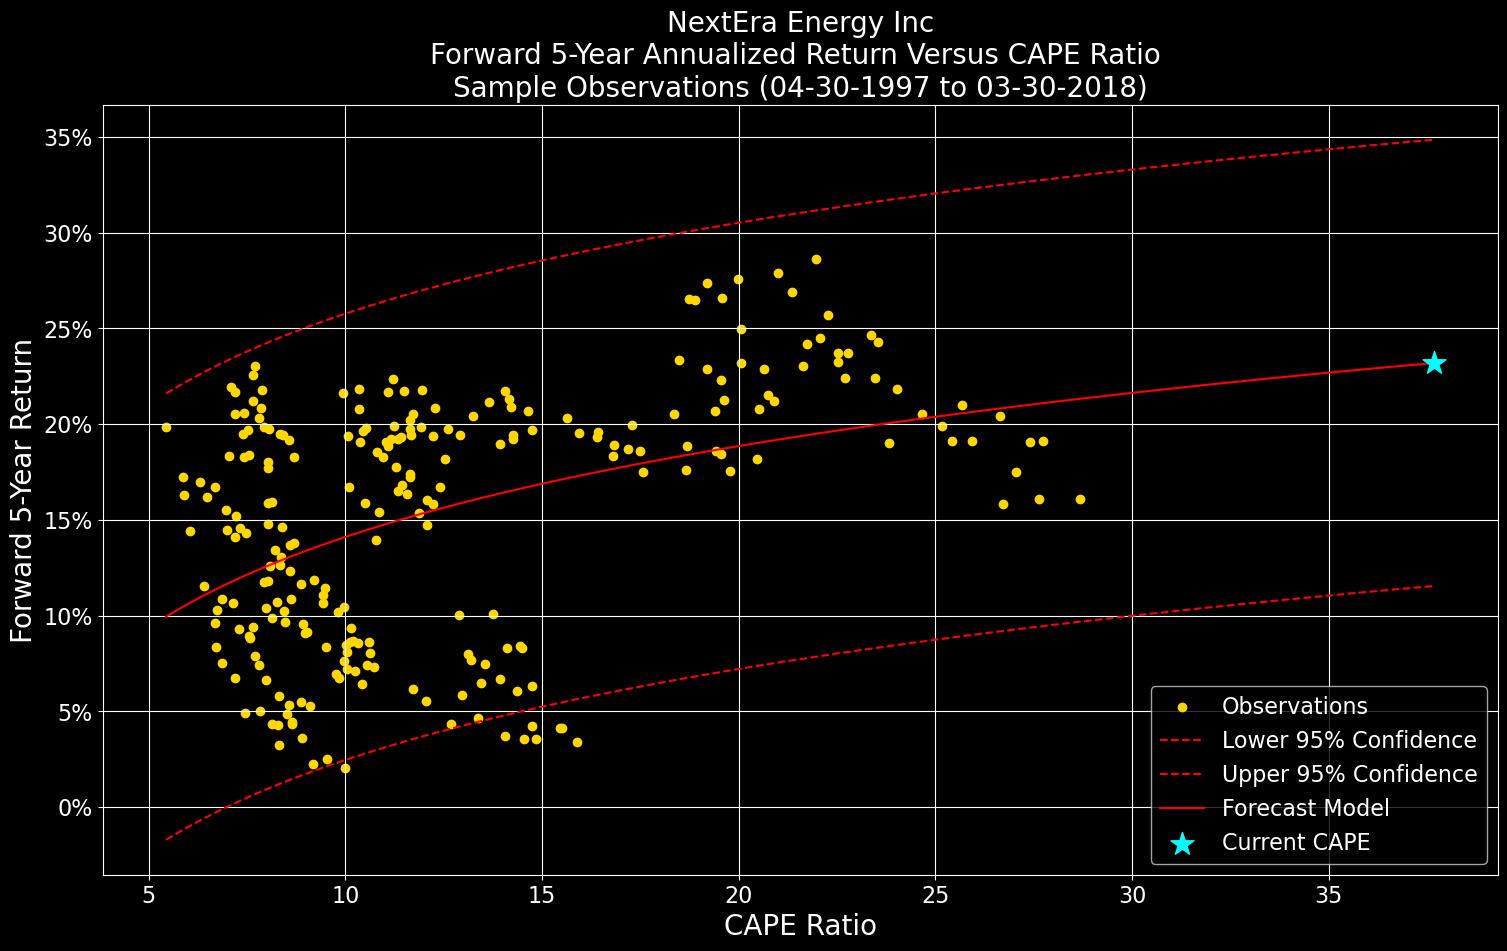 NextEra Energy Inc
Forward 5-Year Annualized Return Versus CAPE Ratio
Sample Observations (04-30-1997 to 03-30-2018)
Forward 5-Year Return
35%
30%
25%
20%
15%
10%
5%
0%
5 10 15 20 25 30 35
CAPE Ratio
Observations
Lower 95% Confidence
Upper 95% Confidence
Forecast Model
Current CAPE